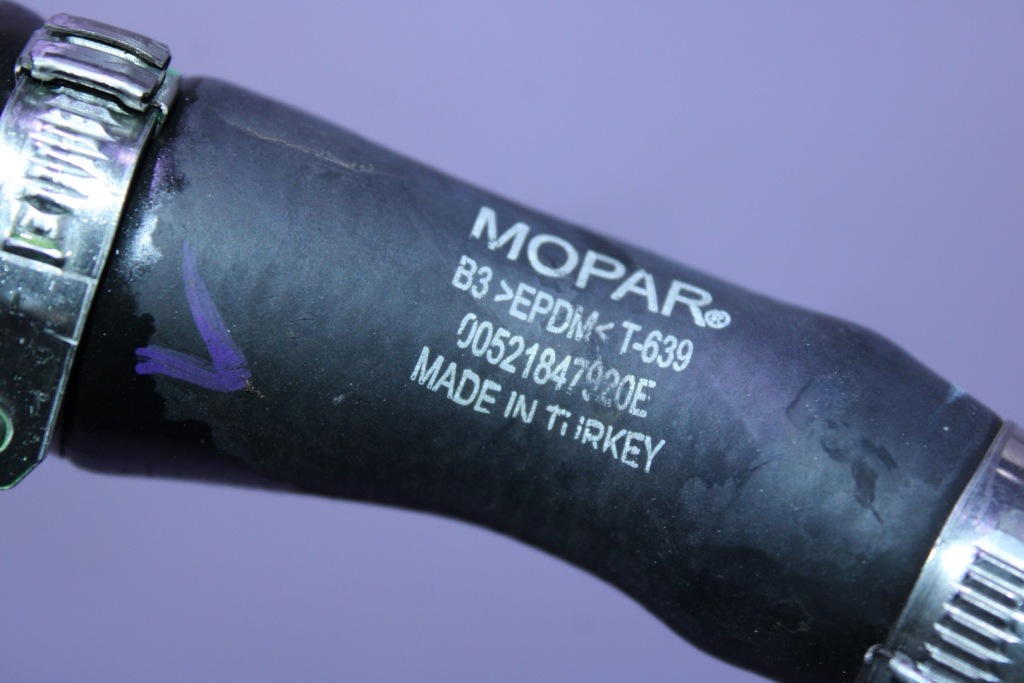 MOPAR®
B3 >EPDM< T-639
00521847920E
MADE IN TURKEY